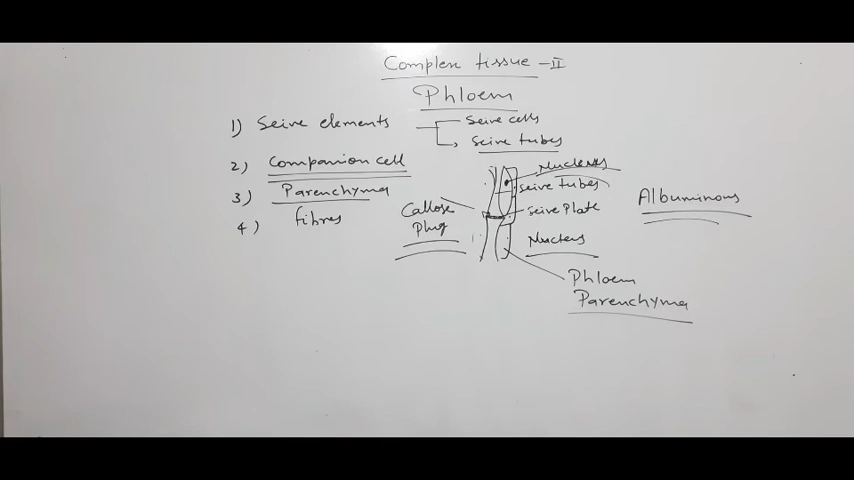 Complex tissue -II
Phloem
1) Seive elements
Seive cells
Seive tubes
2) Companion cell
3) Parenchyma
4) fibres
Nucleus
Seive tubes
Seive Plate
Nucleus
Callose
Plug
Albuminous
Phloem
Parenchyma